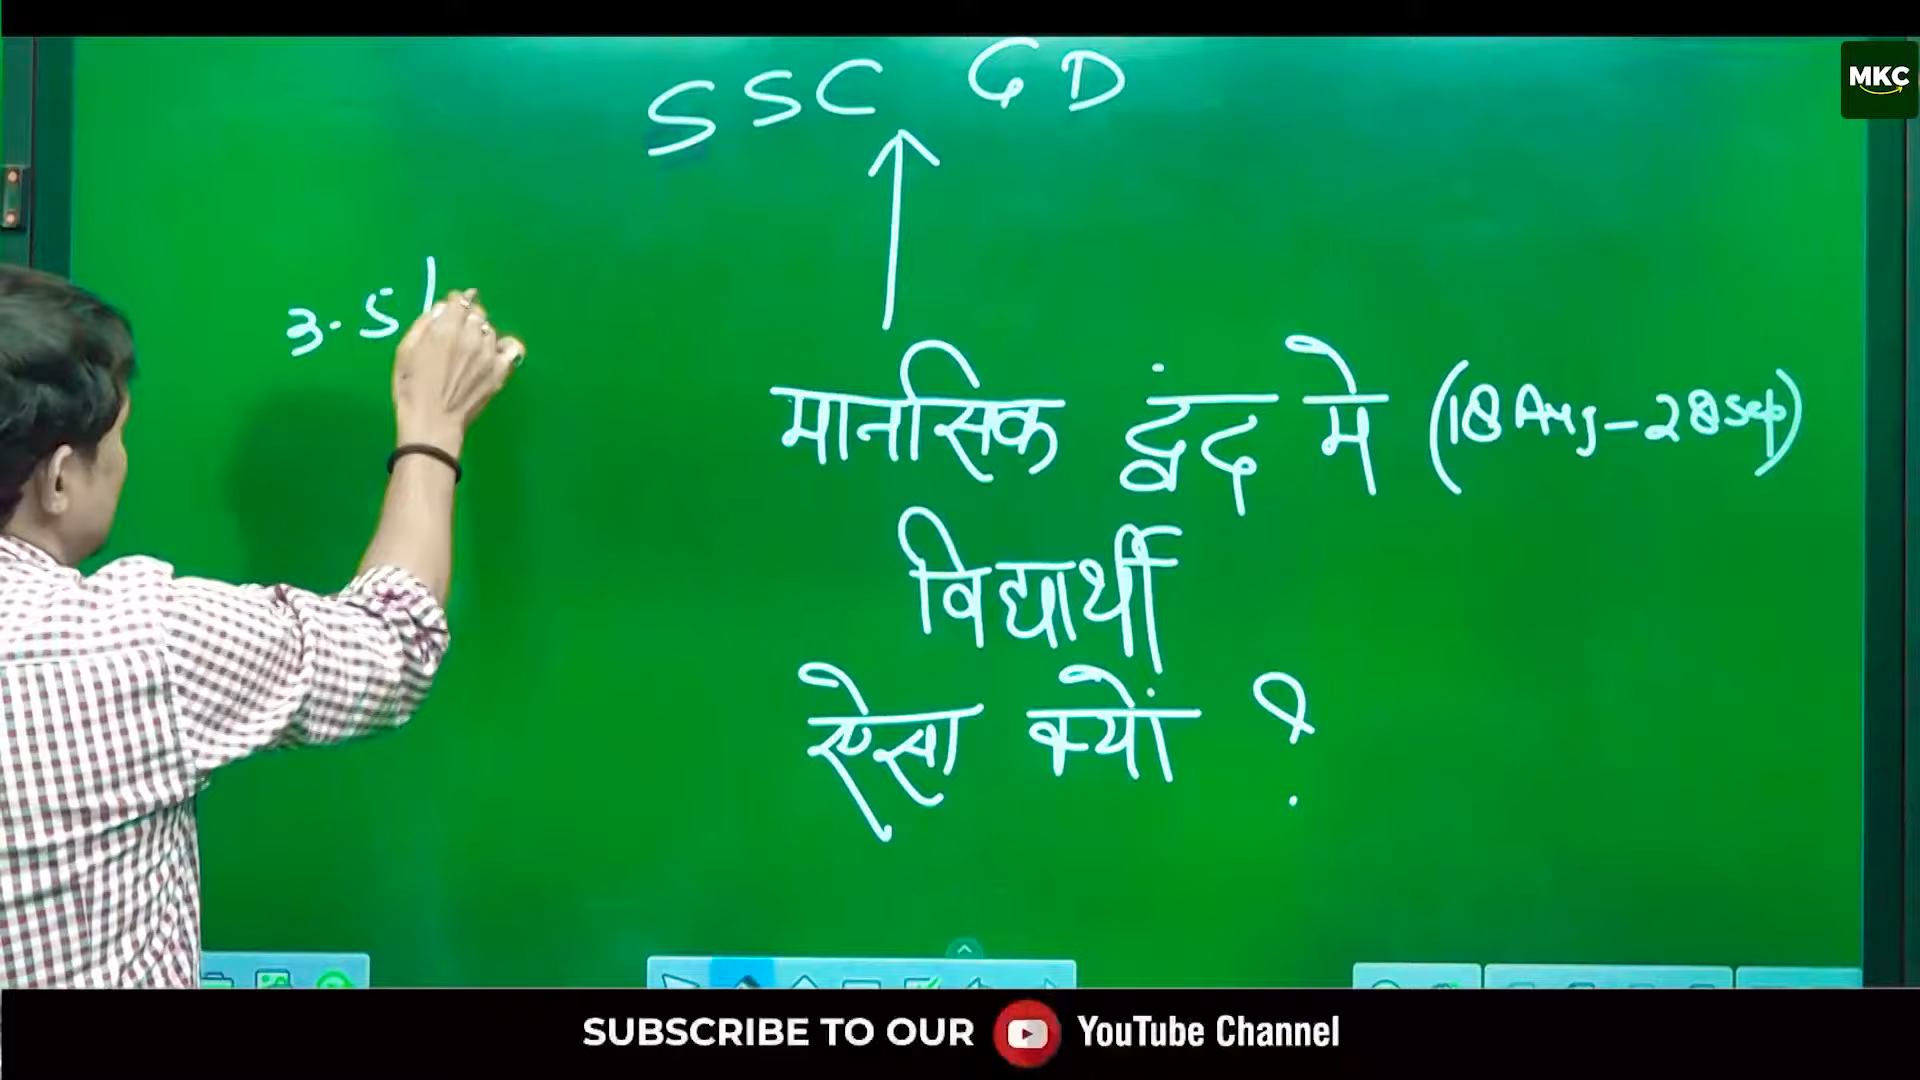 SSC GD
MKC
3.5
मानसिक द्वंद में (18 Aug-28 Sep)
विद्यार्थी
ऐसा क्यों ?
SUBSCRIBE TO OUR YouTube Channel